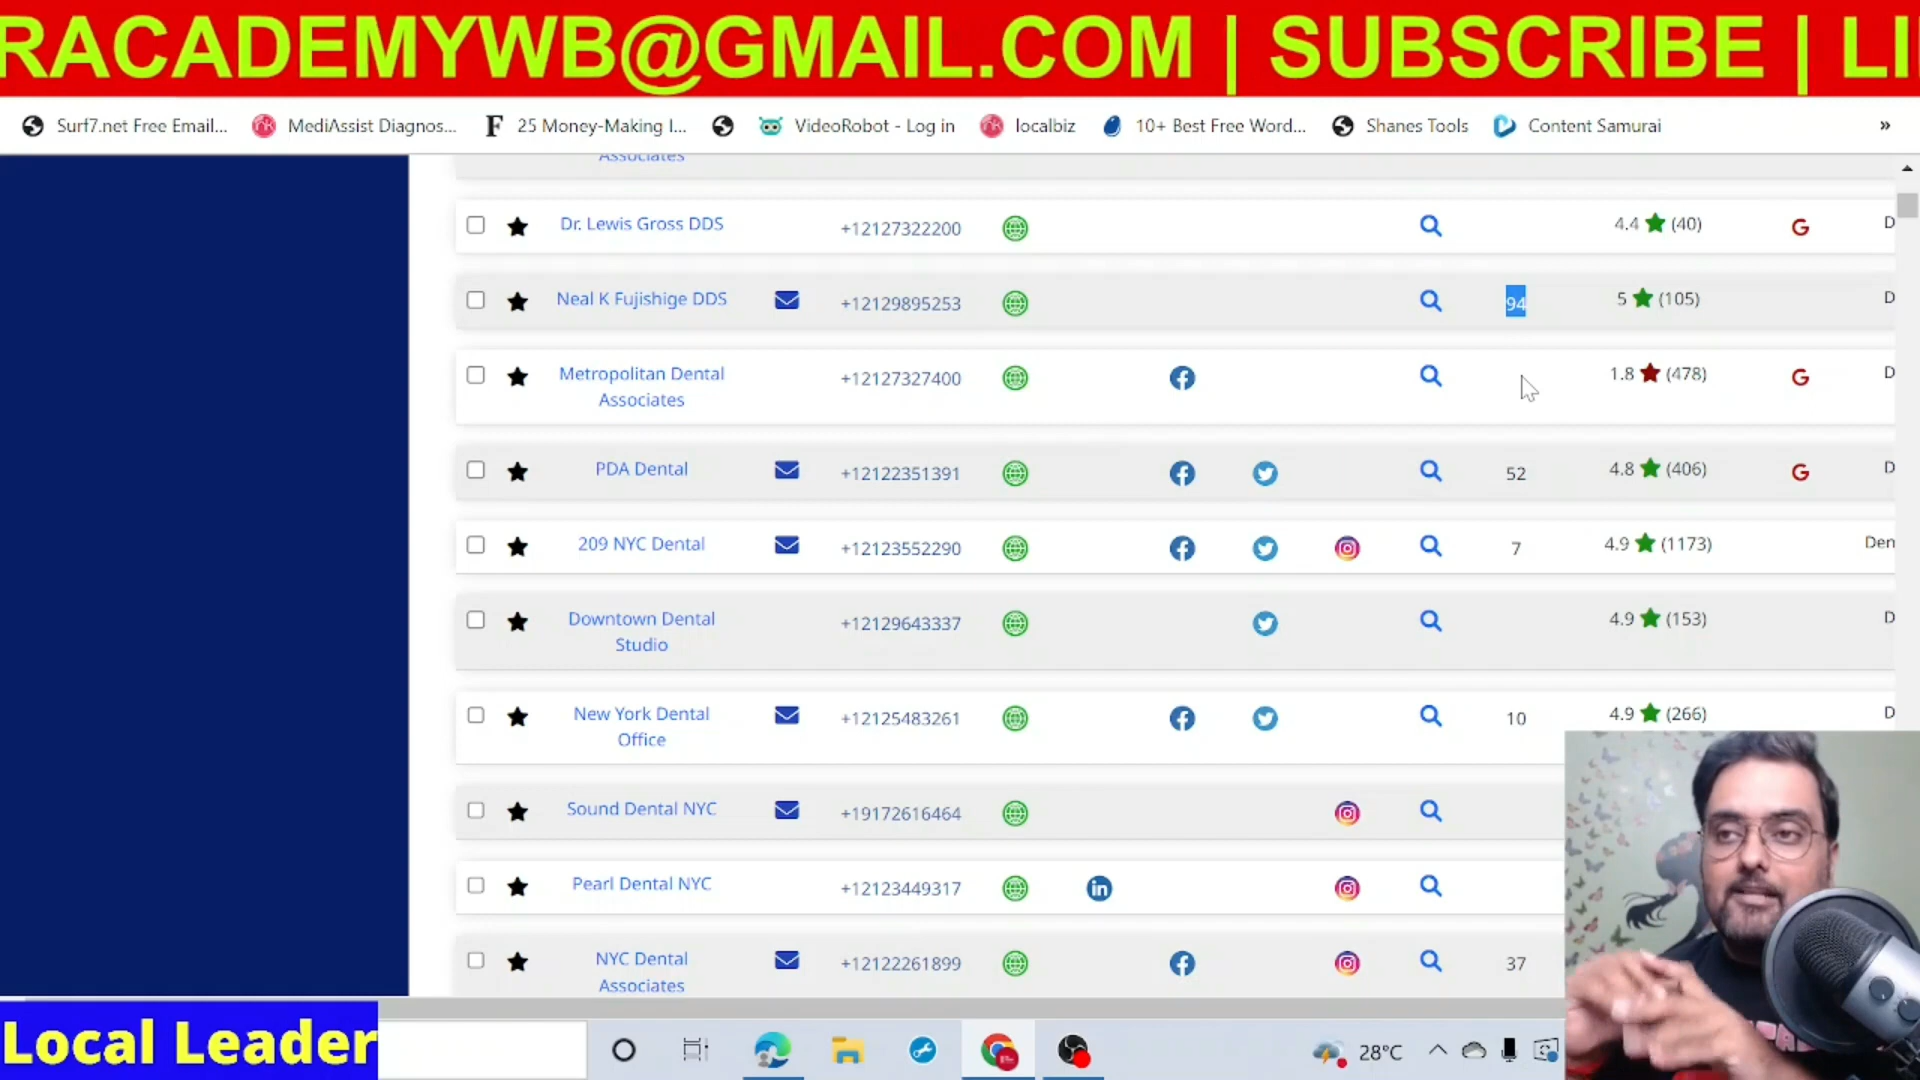 RACADEMYWB@GMAIL.COM | SUBSCRIBE | LI
Surf7.net Free Email... MediAssist Diagnos... 25 Money-Making I... VideoRobot - Log in localbiz 10+ Best Free Word... Shanes Tools Content Samurai »
Associates
Dr. Lewis Gross DDS +12127322200 4.4 (40) G D
Neal K Fujishige DDS +12129895253 94 5 (105) D
Metropolitan Dental Associates +12127327400 1.8 (478) G D
PDA Dental +12122351391 52 4.8 (406) G D
209 NYC Dental +12123552290 7 4.9 (1173) Den
Downtown Dental Studio +12129643337 4.9 (153) D
New York Dental Office +12125483261 10 4.9 (266) D
Sound Dental NYC +19172616464
Pearl Dental NYC +12123449317 in
NYC Dental Associates +12122261899 37
Local Leader
28°C